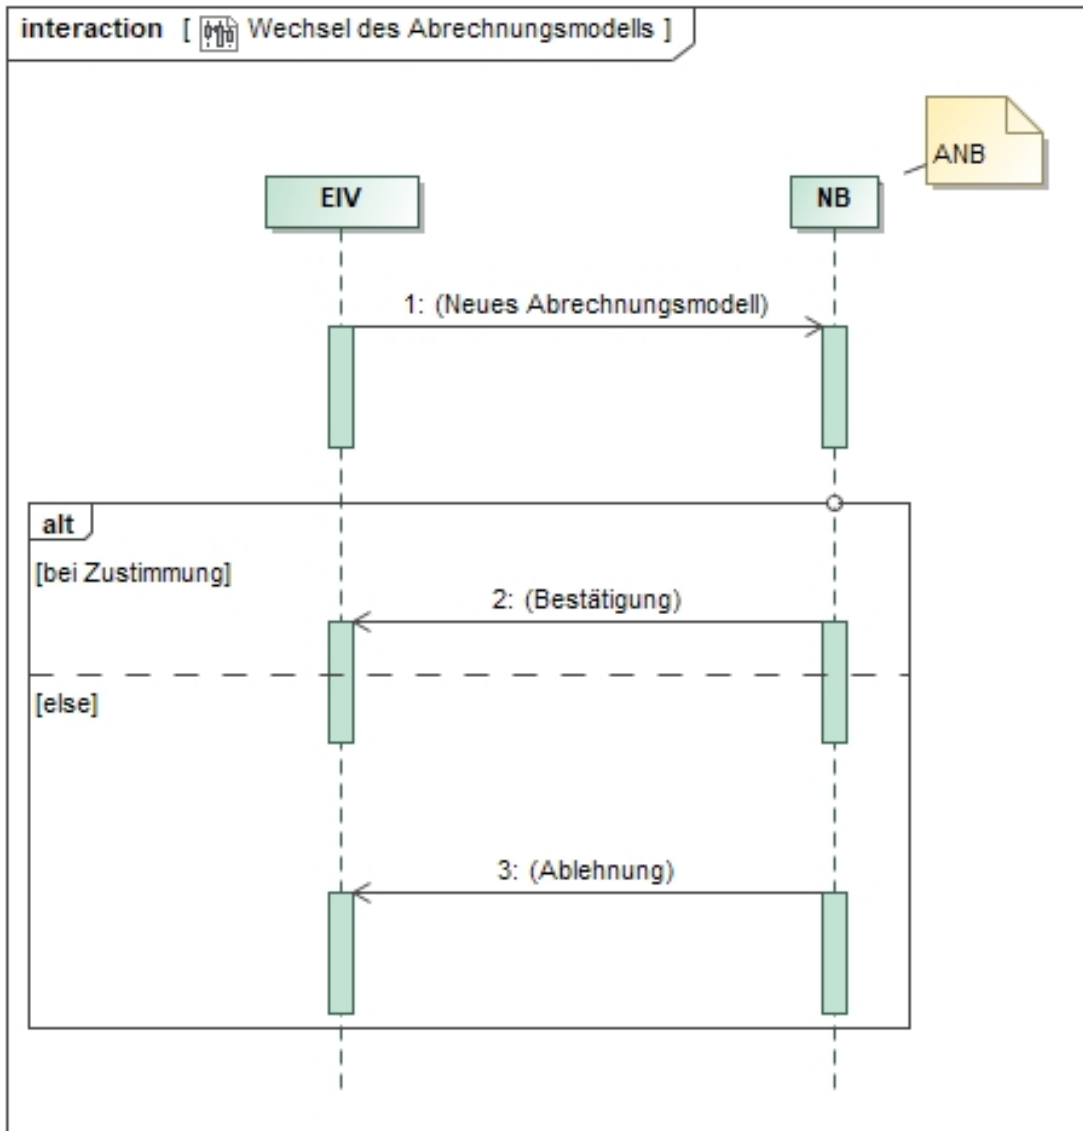 interaction [ Wechsel des Abrechnungsmodells ]
ANB
EIV
NB
1: (Neues Abrechnungsmodell)
alt
[bei Zustimmung]
2: (Bestätigung)
[else]
3: (Ablehnung)